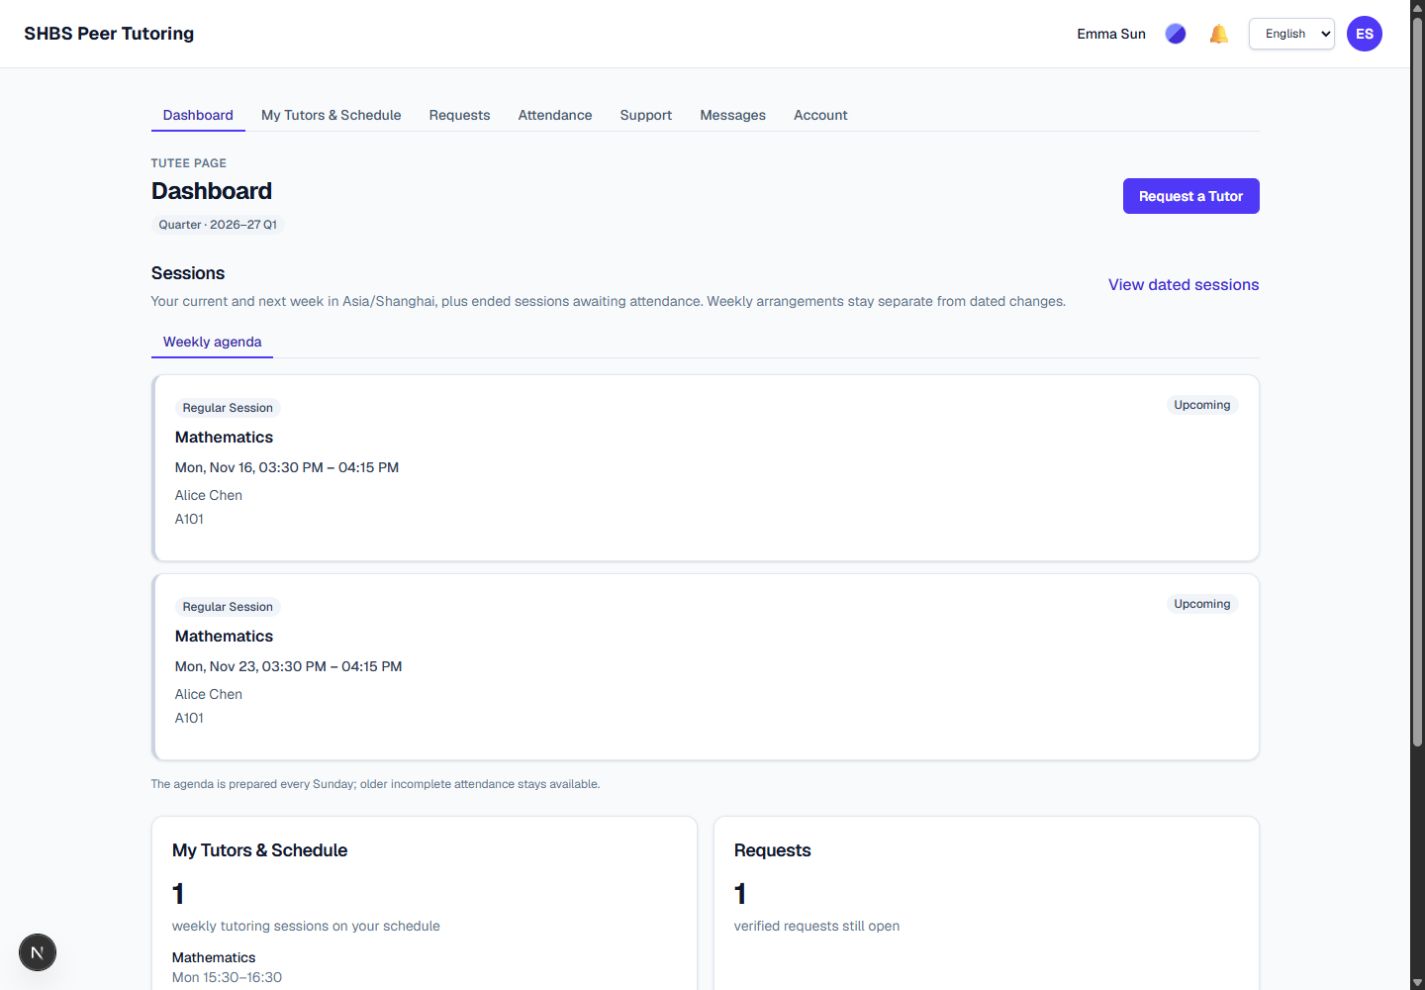 SHBS Peer Tutoring
Emma Sun
English
ES
Dashboard
My Tutors & Schedule
Requests
Attendance
Support
Messages
Account
TUTEE PAGE
Dashboard
Request a Tutor
Quarter · 2026–27 Q1
Sessions
View dated sessions
Your current and next week in Asia/Shanghai, plus ended sessions awaiting attendance. Weekly arrangements stay separate from dated changes.
Weekly agenda
Regular Session
Upcoming
Mathematics
Mon, Nov 16, 03:30 PM – 04:15 PM
Alice Chen
A101
Regular Session
Upcoming
Mathematics
Mon, Nov 23, 03:30 PM – 04:15 PM
Alice Chen
A101
The agenda is prepared every Sunday; older incomplete attendance stays available.
My Tutors & Schedule
1
weekly tutoring sessions on your schedule
Mathematics
Mon 15:30–16:30
Requests
1
verified requests still open
N